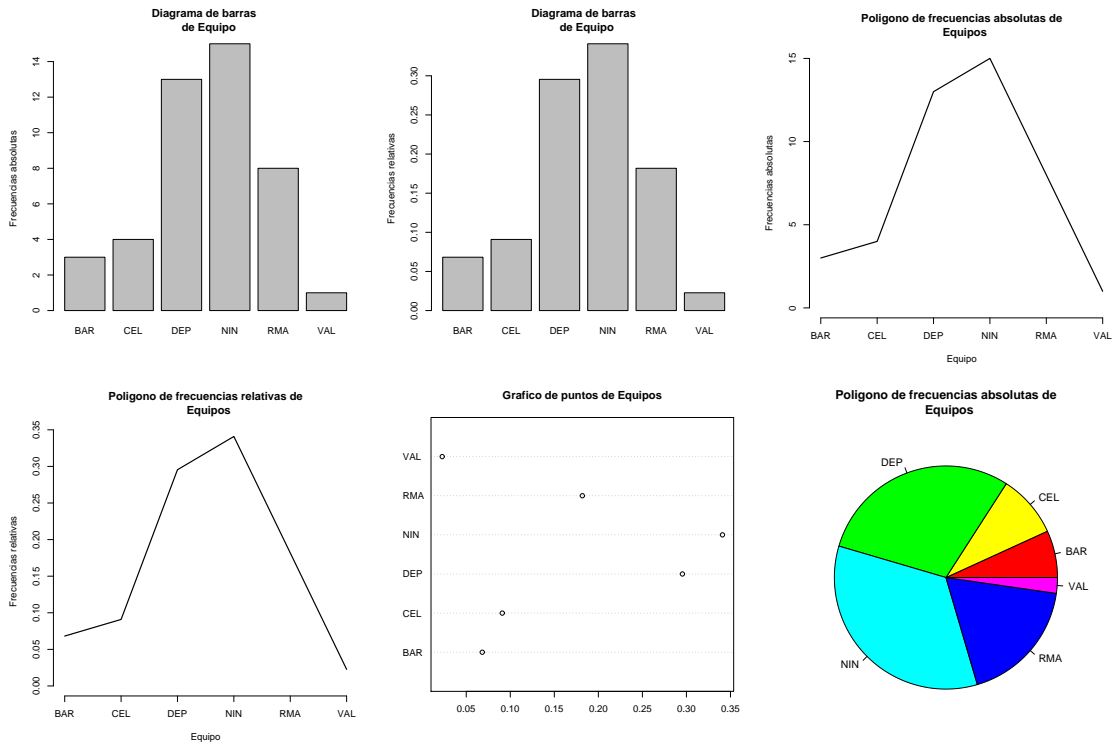 Diagrama de barras
de Equipo
Frecuencias absolutas
14
12
10
8
6
4
2
0
BAR CEL DEP NIN RMA VAL
Diagrama de barras
de Equipo
Frecuencias relativas
0.30
0.25
0.20
0.15
0.10
0.05
0.00
BAR CEL DEP NIN RMA VAL
Poligono de frecuencias absolutas de
Equipos
Frecuencias absolutas
15
10
5
0
BAR CEL DEP NIN RMA VAL
Equipo
Poligono de frecuencias relativas de
Equipos
Frecuencias relativas
0.35
0.30
0.25
0.20
0.15
0.10
0.05
0.00
BAR CEL DEP NIN RMA VAL
Equipo
Grafico de puntos de Equipos
VAL
RMA
NIN
DEP
CEL
BAR
0.05 0.10 0.15 0.20 0.25 0.30 0.35
Poligono de frecuencias absolutas de
Equipos
DEP
CEL
BAR
VAL
RMA
NIN